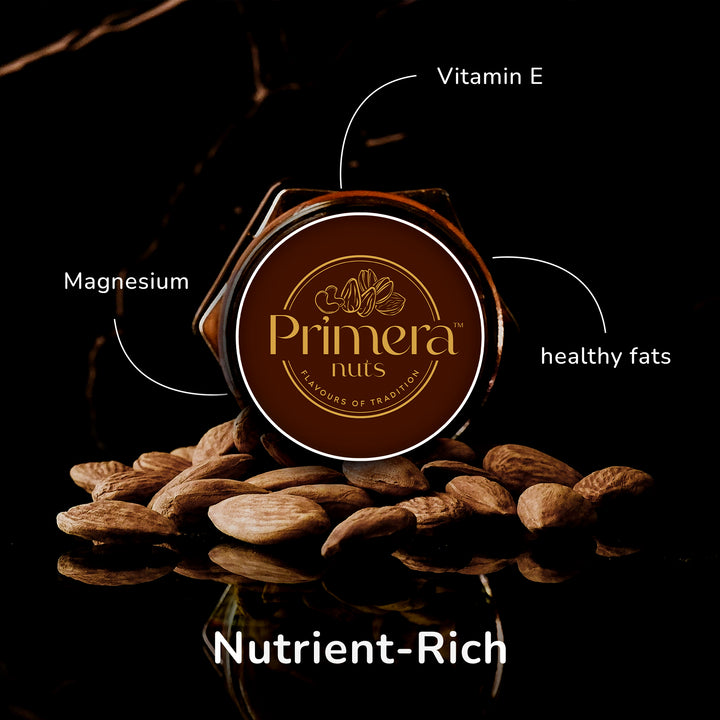 Vitamin E
Magnesium
healthy fats
Primera™
nuts
FLAVOURS OF TRADITION
Nutrient-Rich